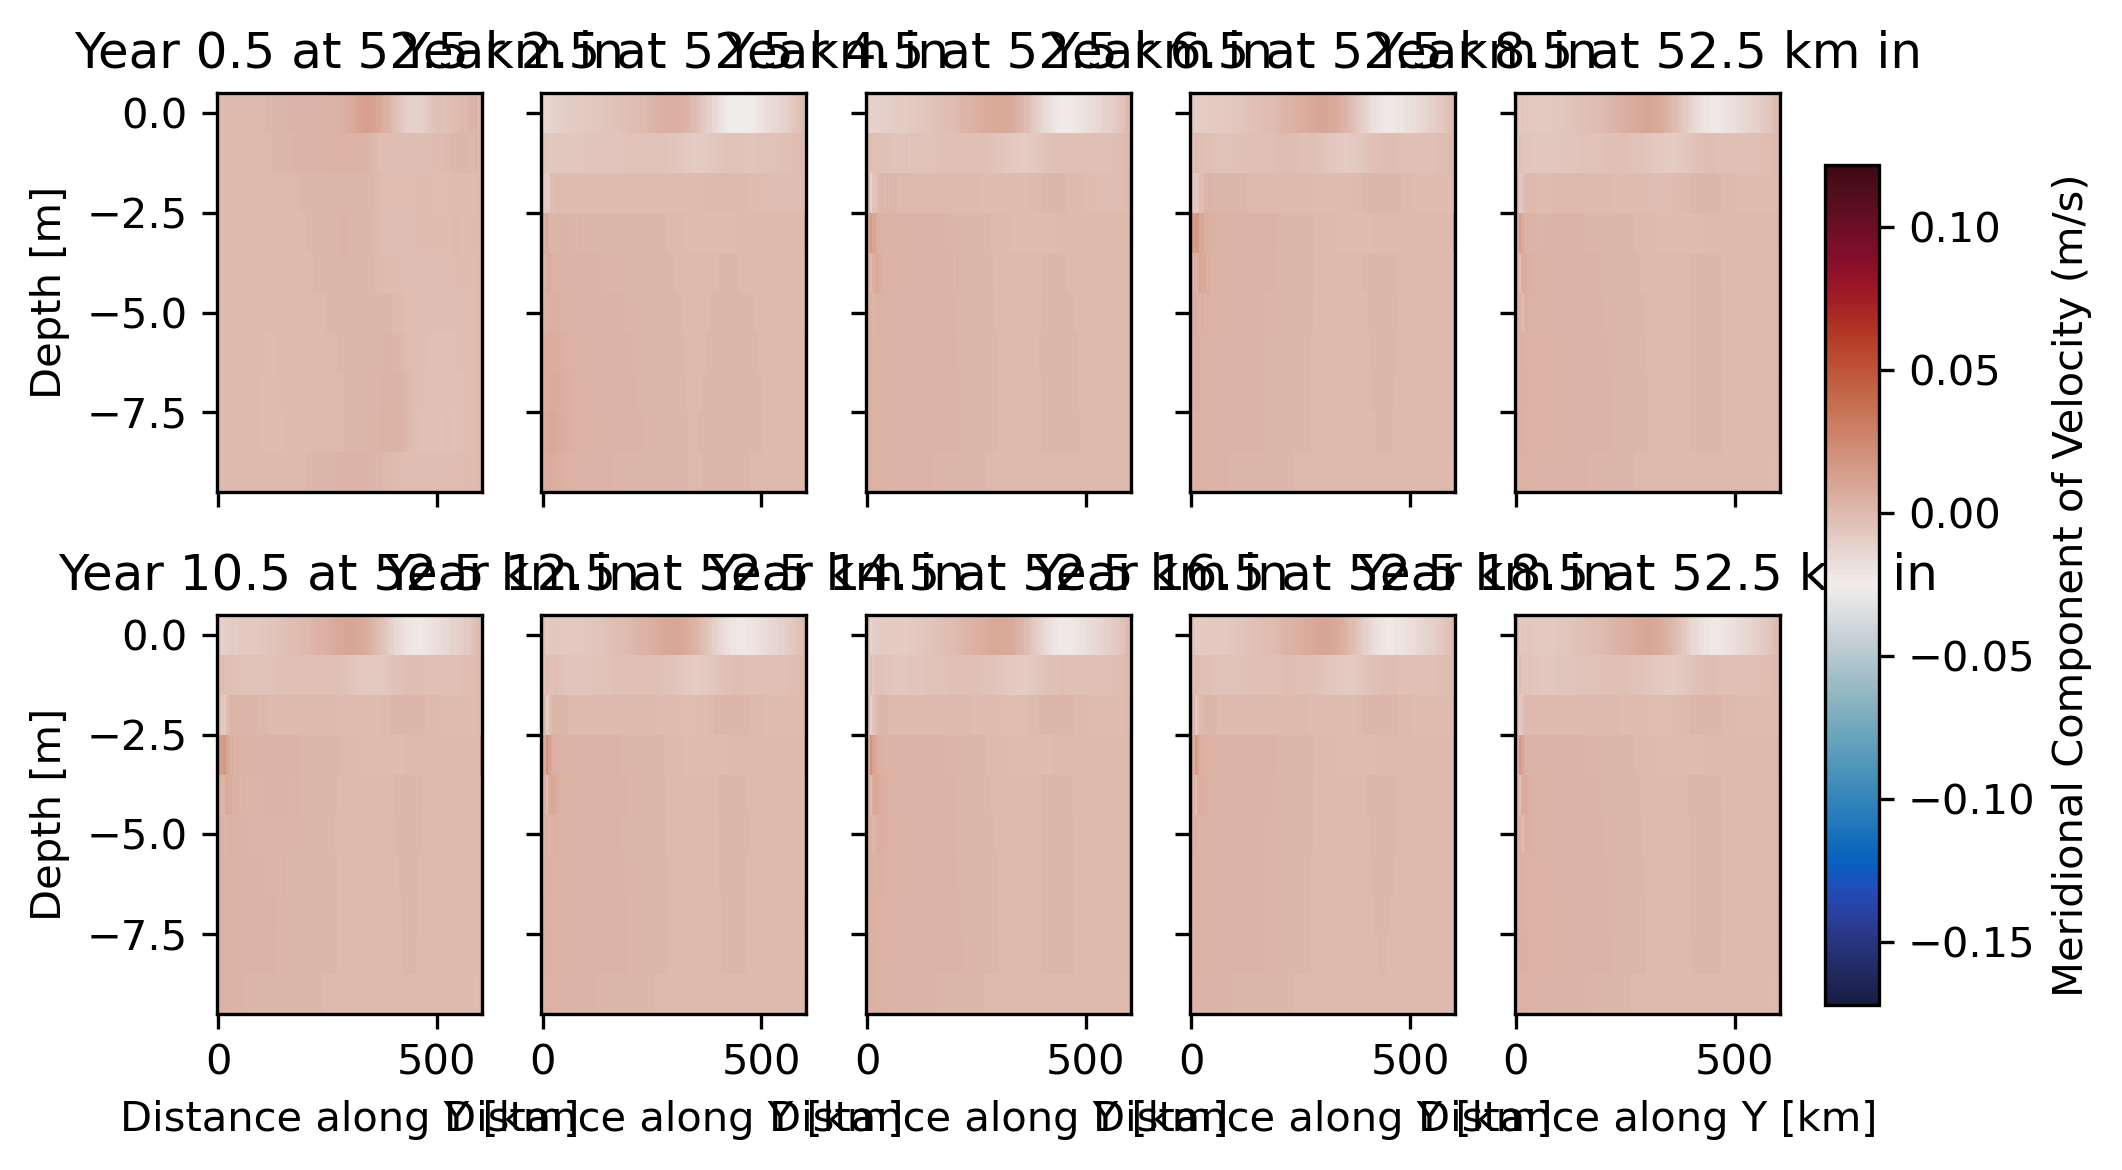 Year 0.5 at 52.5 km in
Year 2.5 at 52.5 km in
Year 4.5 at 52.5 km in
Year 6.5 at 52.5 km in
Year 8.5 at 52.5 km in
Depth [m]
0.0
−2.5
−5.0
−7.5
Year 10.5 at 52.5 km in
Year 12.5 at 52.5 km in
Year 14.5 at 52.5 km in
Year 16.5 at 52.5 km in
Year 18.5 at 52.5 km in
Depth [m]
0.0
−2.5
−5.0
−7.5
0 500
0 500
0 500
0 500
0 500
Distance along Y [km]
Distance along Y [km]
Distance along Y [km]
Distance along Y [km]
Distance along Y [km]
0.10
0.05
0.00
−0.05
−0.10
−0.15
Meridional Component of Velocity (m/s)